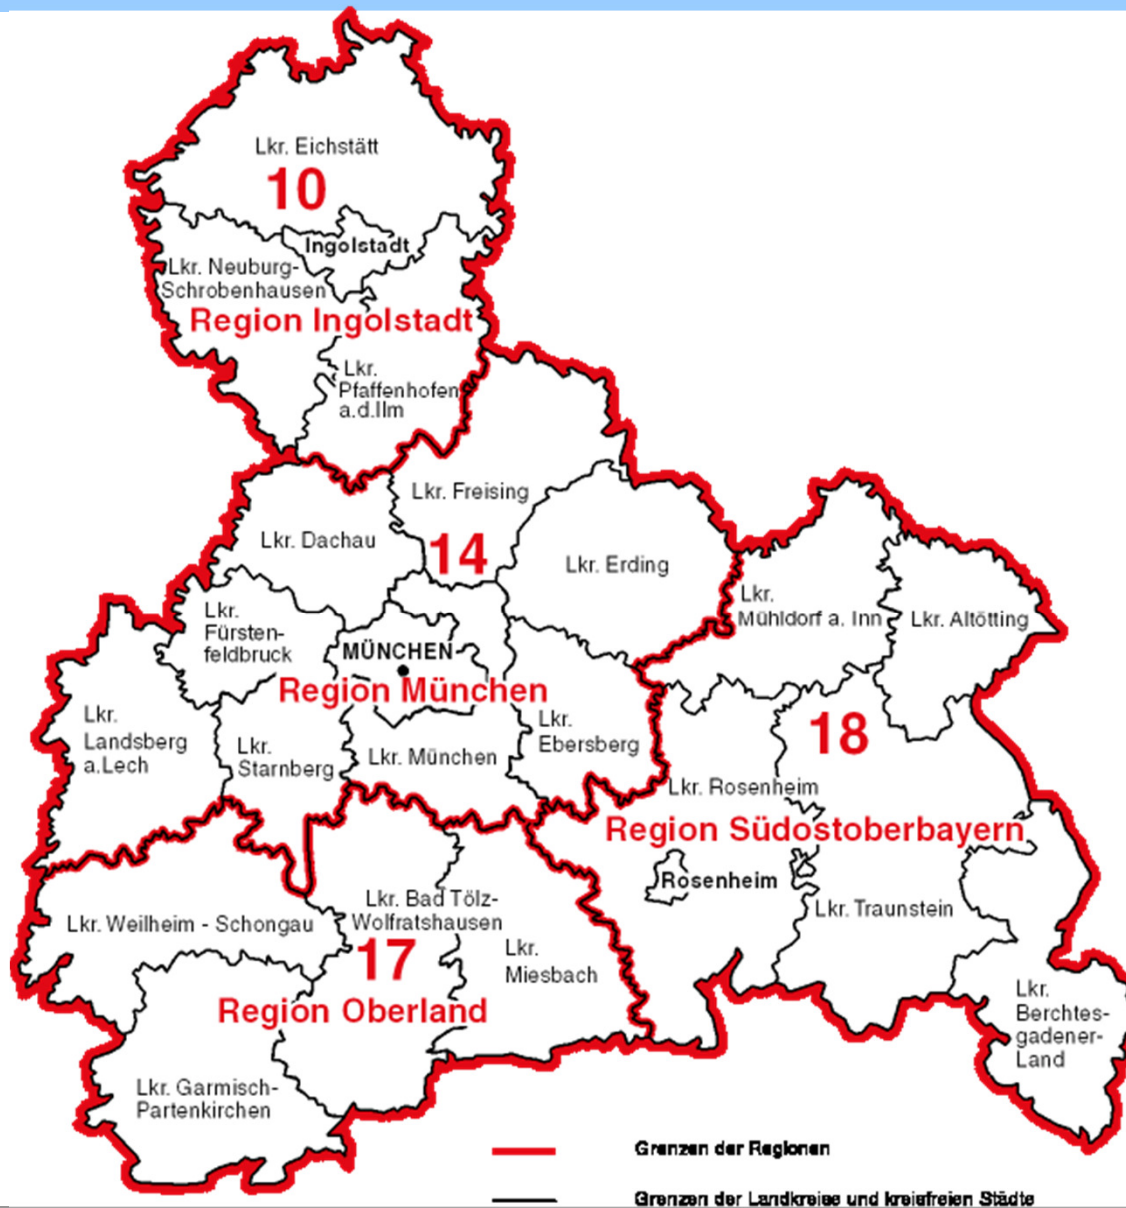 Lkr. Eichstätt
10
Ingolstadt
Lkr. Neuburg-
Schrobenhausen
Region Ingolstadt
Lkr.
Pfaffenhofen
a.d.Ilm
Lkr. Freising
Lkr. Dachau
14
Lkr. Erding
Lkr.
Mühldorf a. Inn
Lkr. Altötting
Lkr.
Fürsten-
feldbruck
MÜNCHEN
Region München
Lkr.
Landsberg
a.Lech
Lkr.
Starnberg
Lkr. München
Lkr.
Ebersberg
18
Lkr. Rosenheim
Region Südostoberbayern
Rosenheim
Lkr. Traunstein
Lkr. Weilheim - Schongau
Lkr. Bad Tölz-
Wolfratshausen
17
Lkr.
Miesbach
Region Oberland
Lkr.
Berchtes-
gadener-
Land
Lkr. Garmisch-
Partenkirchen
Grenzen der Regionen
Grenzen der Landkreise und kreisfreien Städte